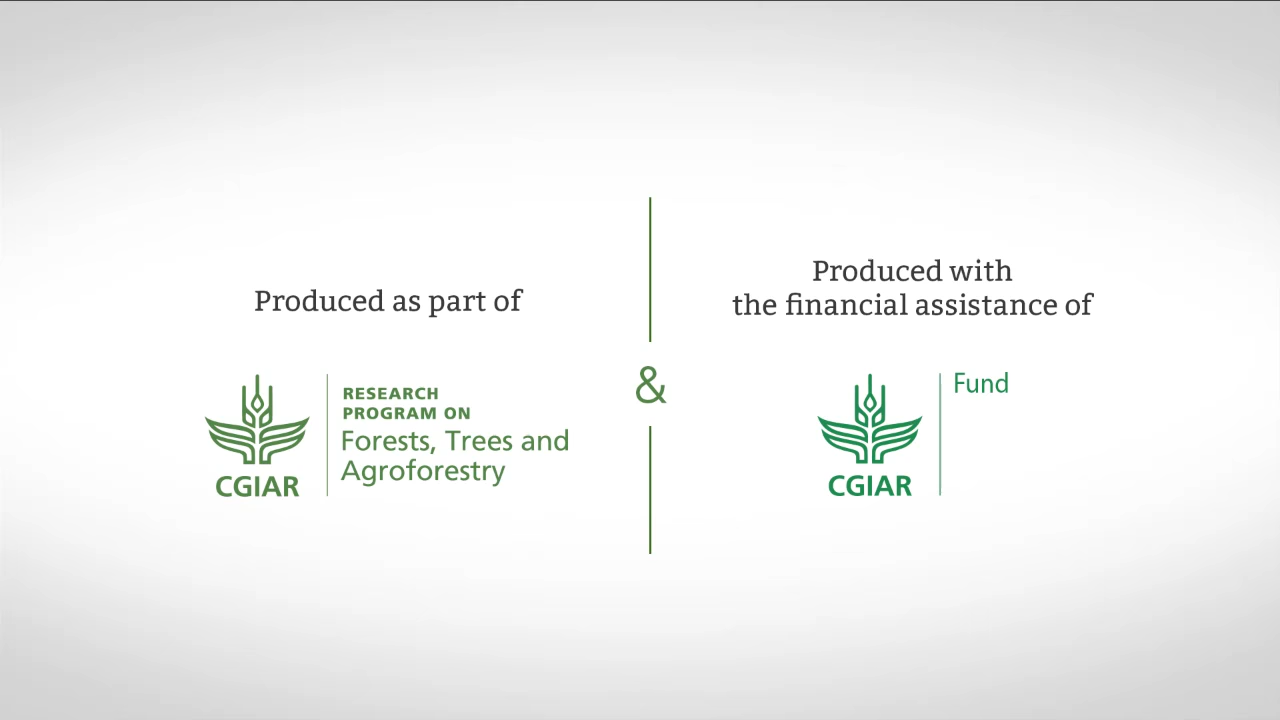 Produced as part of
CGIAR
RESEARCH
PROGRAM ON
Forests, Trees and
Agroforestry
&
Produced with
the financial assistance of
CGIAR
Fund